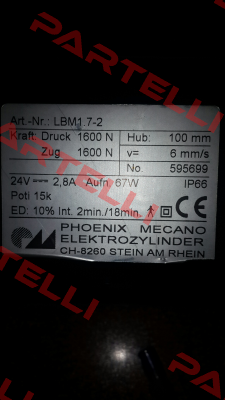 Art.-Nr.: LBM1.7-2
Kraft: Druck 1600 N Hub: 100 mm
Zug 1600 N v= 6 mm/s
No. 595699
24V 2,8A Aufn. 67W IP66
Poti 15k
ED: 10% Int. 2min./18min. CE
PHOENIX MECANO
ELEKTROZYLINDER
CH-8260 STEIN AM RHEIN
PARTELLI